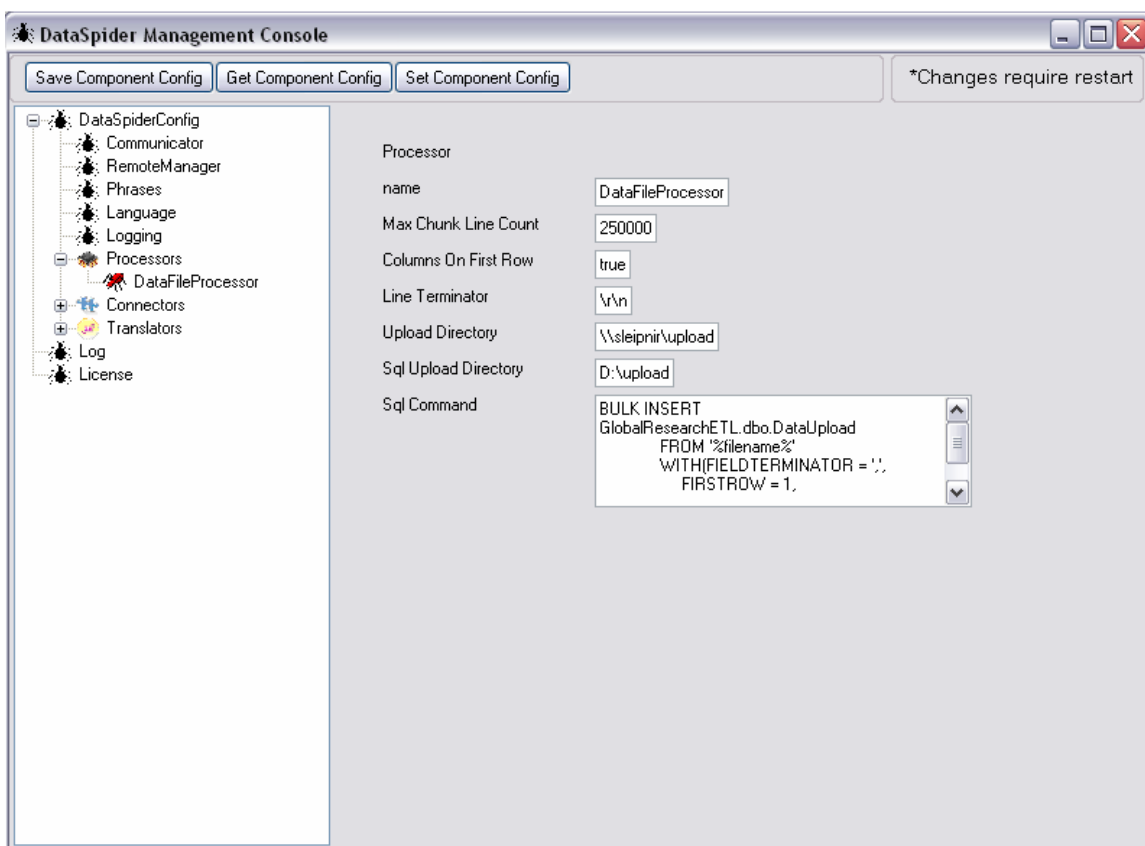 DataSpider Management Console
Save Component Config Get Component Config Set Component Config *Changes require restart
DataSpiderConfig
Communicator
RemoteManager
Phrases
Language
Logging
Processors
DataFileProcessor
Connectors
Translators
Log
License
Processor
name DataFileProcessor
Max Chunk Line Count 250000
Columns On First Row true
Line Terminator \r\n
Upload Directory \\sleipnir\upload
Sql Upload Directory D:\upload
Sql Command
BULK INSERT
GlobalResearchETL.dbo.DataUpload
FROM '%filename%'
WITH(FIELDTERMINATOR = ',',
FIRSTROW = 1,